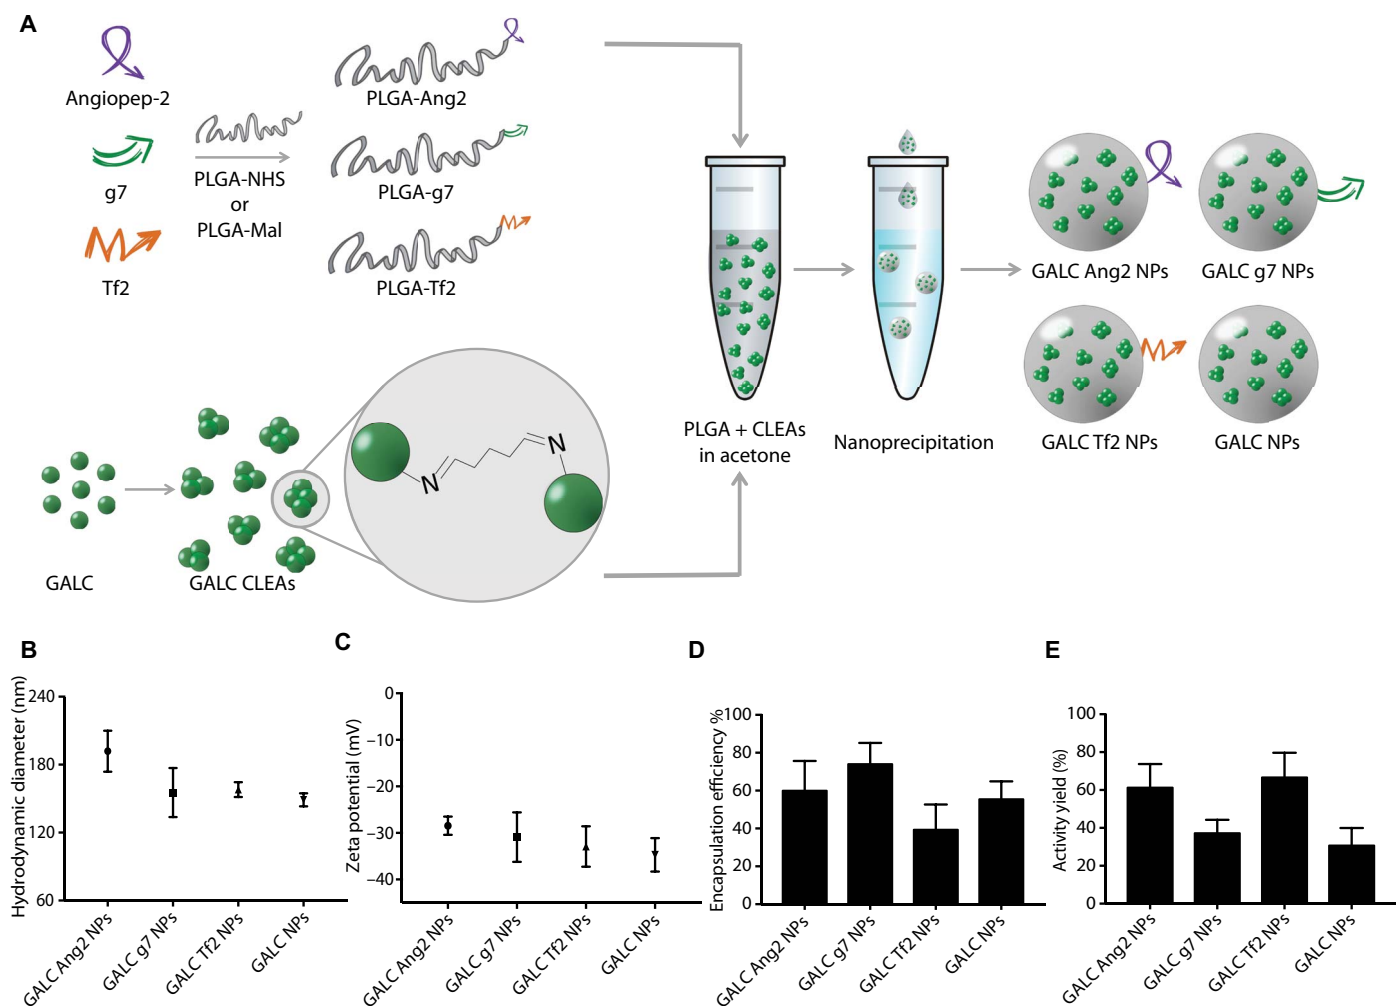 A
Angiopep-2
g7
Tf2
PLGA-NHS
or
PLGA-Mal
PLGA-Ang2
PLGA-g7
PLGA-Tf2
GALC
GALC CLEAs
N
N
PLGA + CLEAs
in acetone
Nanoprecipitation
GALC Ang2 NPs
GALC g7 NPs
GALC Tf2 NPs
GALC NPs
B
Hydrodynamic diameter (nm)
240
180
120
60
GALC Ang2 NPs
GALC g7 NPs
GALC Tf2 NPs
GALC NPs
C
Zeta potential (mV)
0
−10
−20
−30
−40
GALC Ang2 NPs
GALC g7 NPs
GALC Tf2 NPs
GALC NPs
D
Encapsulation efficiency %
100
80
60
40
20
0
GALC Ang2 NPs
GALC g7 NPs
GALC Tf2 NPs
GALC NPs
E
Activity yield (%)
100
80
60
40
20
0
GALC Ang2 NPs
GALC g7 NPs
GALC Tf2 NPs
GALC NPs